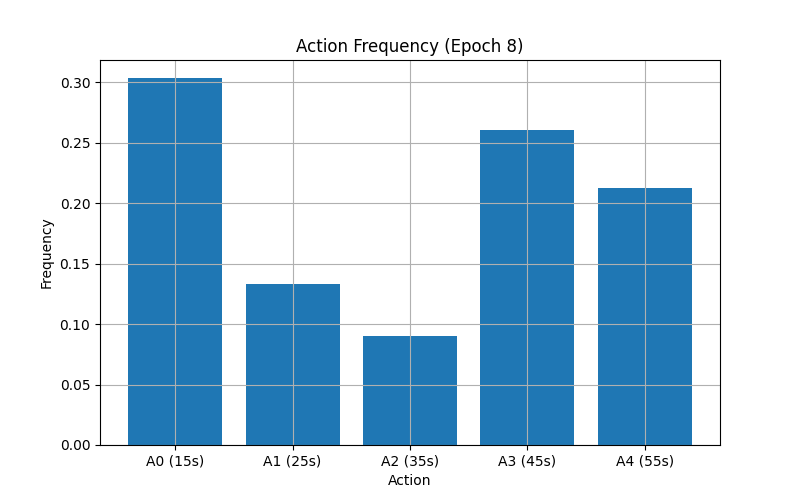 Action Frequency (Epoch 8)
Frequency
0.30
0.25
0.20
0.15
0.10
0.05
0.00
A0 (15s) A1 (25s) A2 (35s) A3 (45s) A4 (55s)
Action